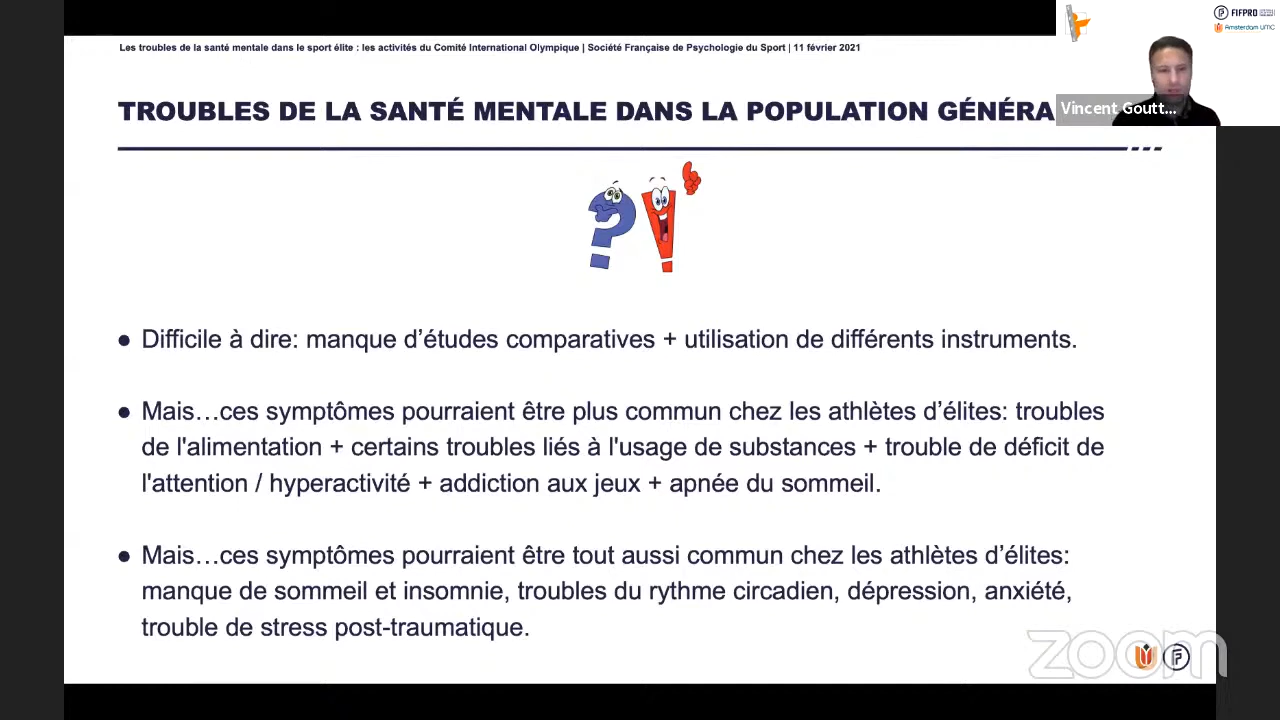 Les troubles de la santé mentale dans le sport élite : les activités du Comité International Olympique | Société Française de Psychologie du Sport | 11 février 2021
FIFPRO
Amsterdam UMC
TROUBLES DE LA SANTÉ MENTALE DANS LA POPULATION GÉNÉRA
Vincent Goutt...
● Difficile à dire: manque d’études comparatives + utilisation de différents instruments.
● Mais…ces symptômes pourraient être plus commun chez les athlètes d’élites: troubles
de l'alimentation + certains troubles liés à l'usage de substances + trouble de déficit de
l'attention / hyperactivité + addiction aux jeux + apnée du sommeil.
● Mais…ces symptômes pourraient être tout aussi commun chez les athlètes d’élites:
manque de sommeil et insomnie, troubles du rythme circadien, dépression, anxiété,
trouble de stress post-traumatique.
zoom